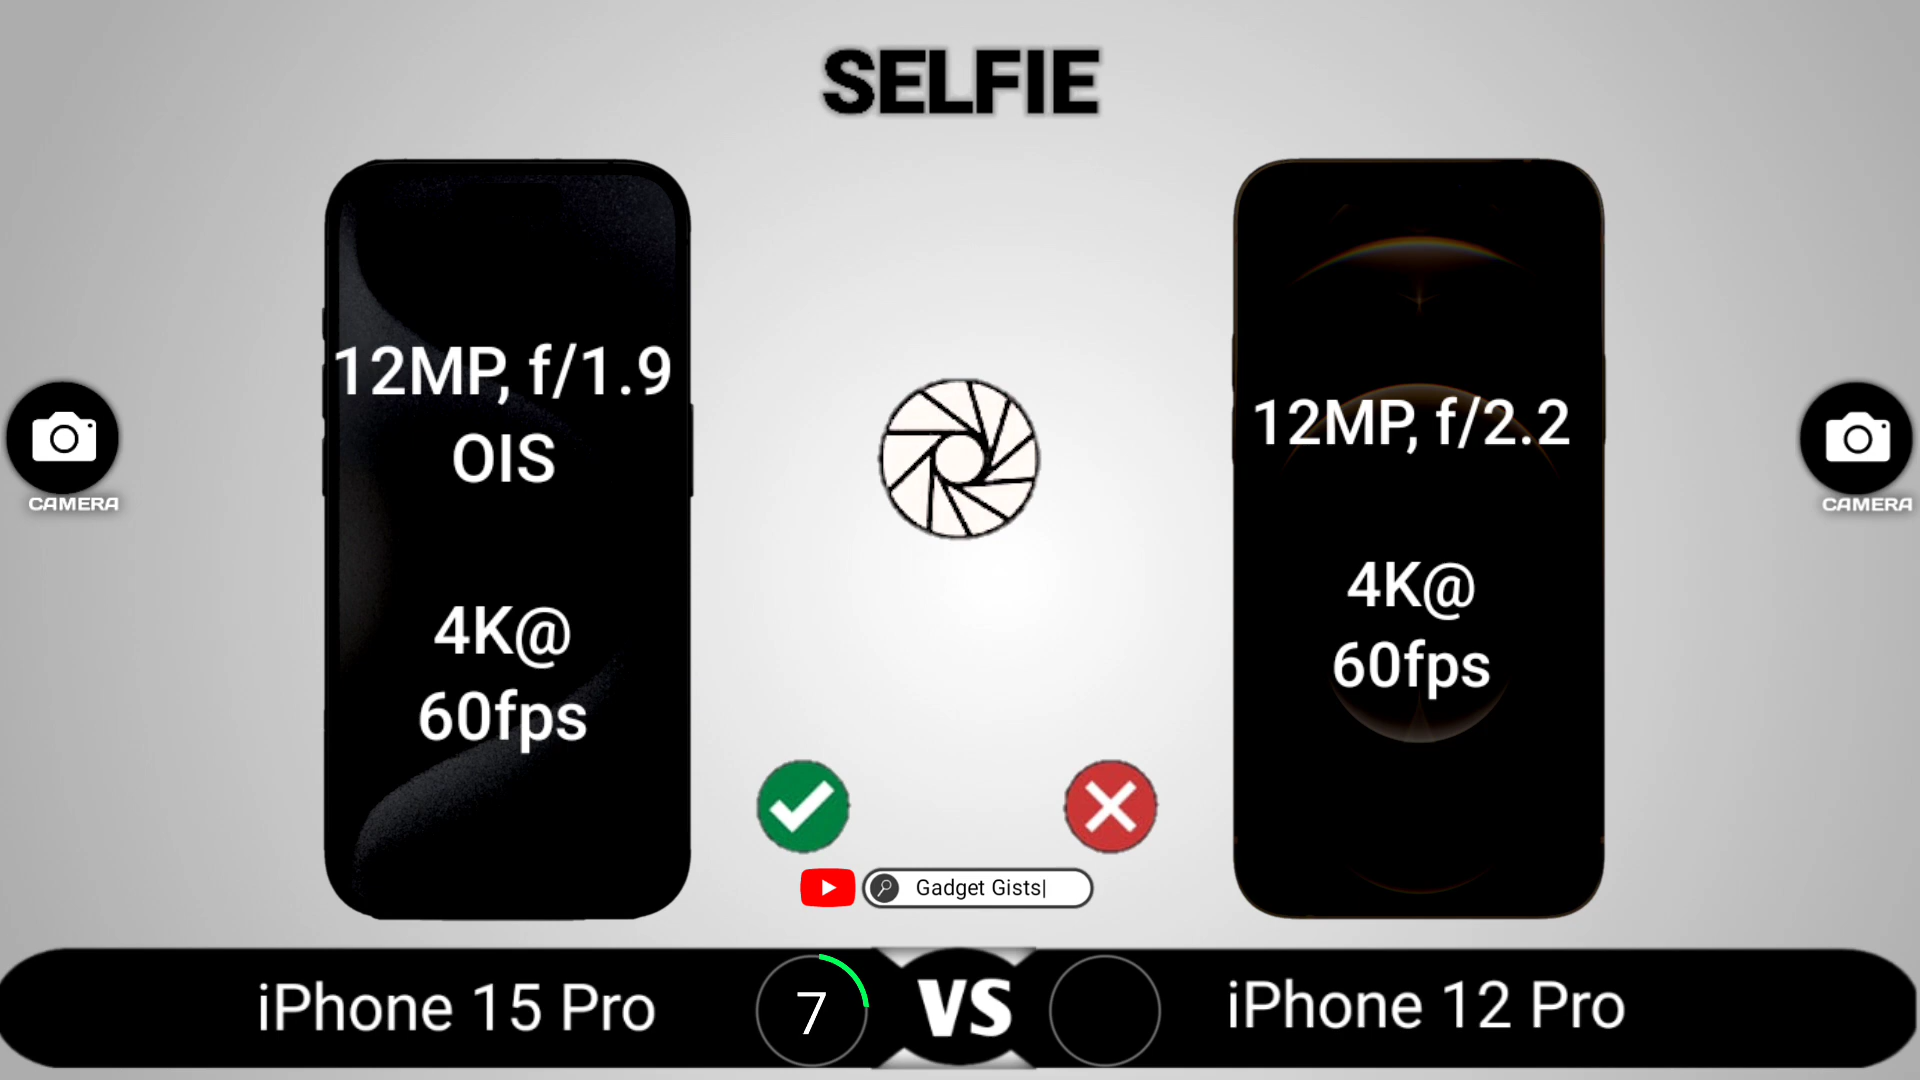 SELFIE
12MP, f/1.9
OIS
4K@
60fps
12MP, f/2.2
4K@
60fps
CAMERA
CAMERA
Gadget Gists|
iPhone 15 Pro
7
VS
iPhone 12 Pro